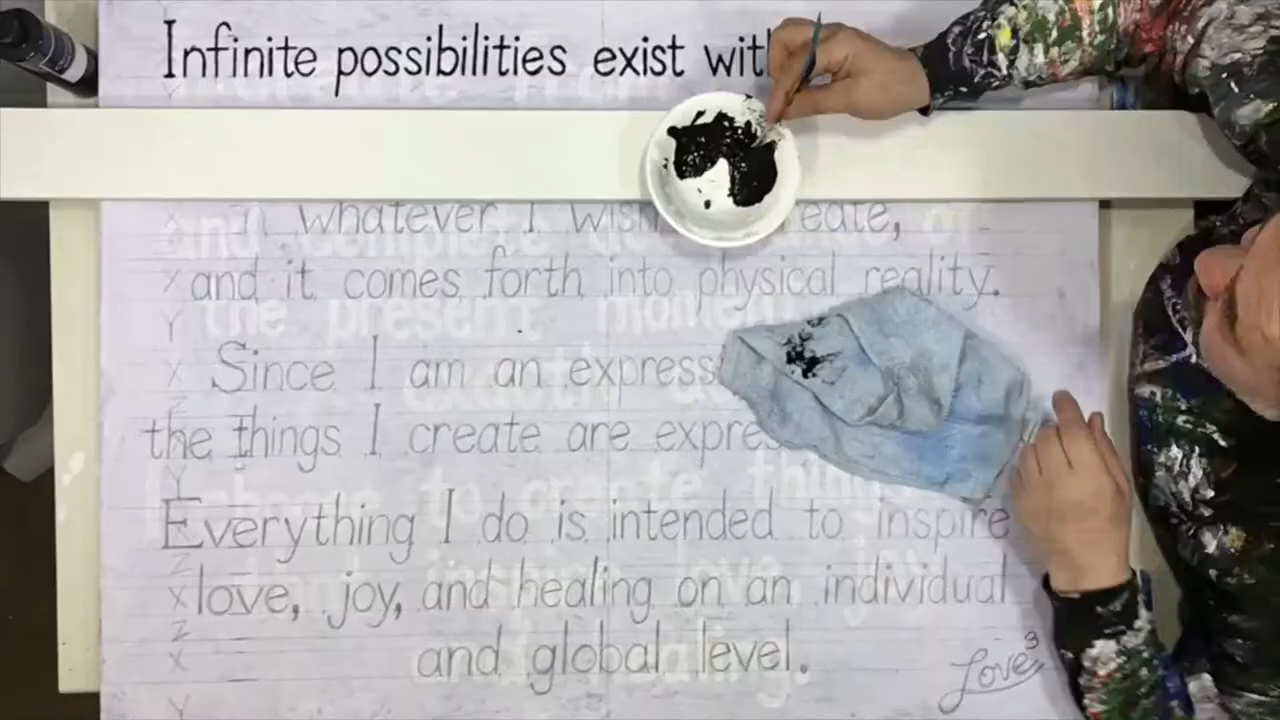 Infinite possibilities exist with
whatever I wish create,
and it comes forth into physical reality.
Since I am an express
the things I create are expre
Everything I do is intended to inspire
love, joy, and healing on an individual
and global level.
Love³